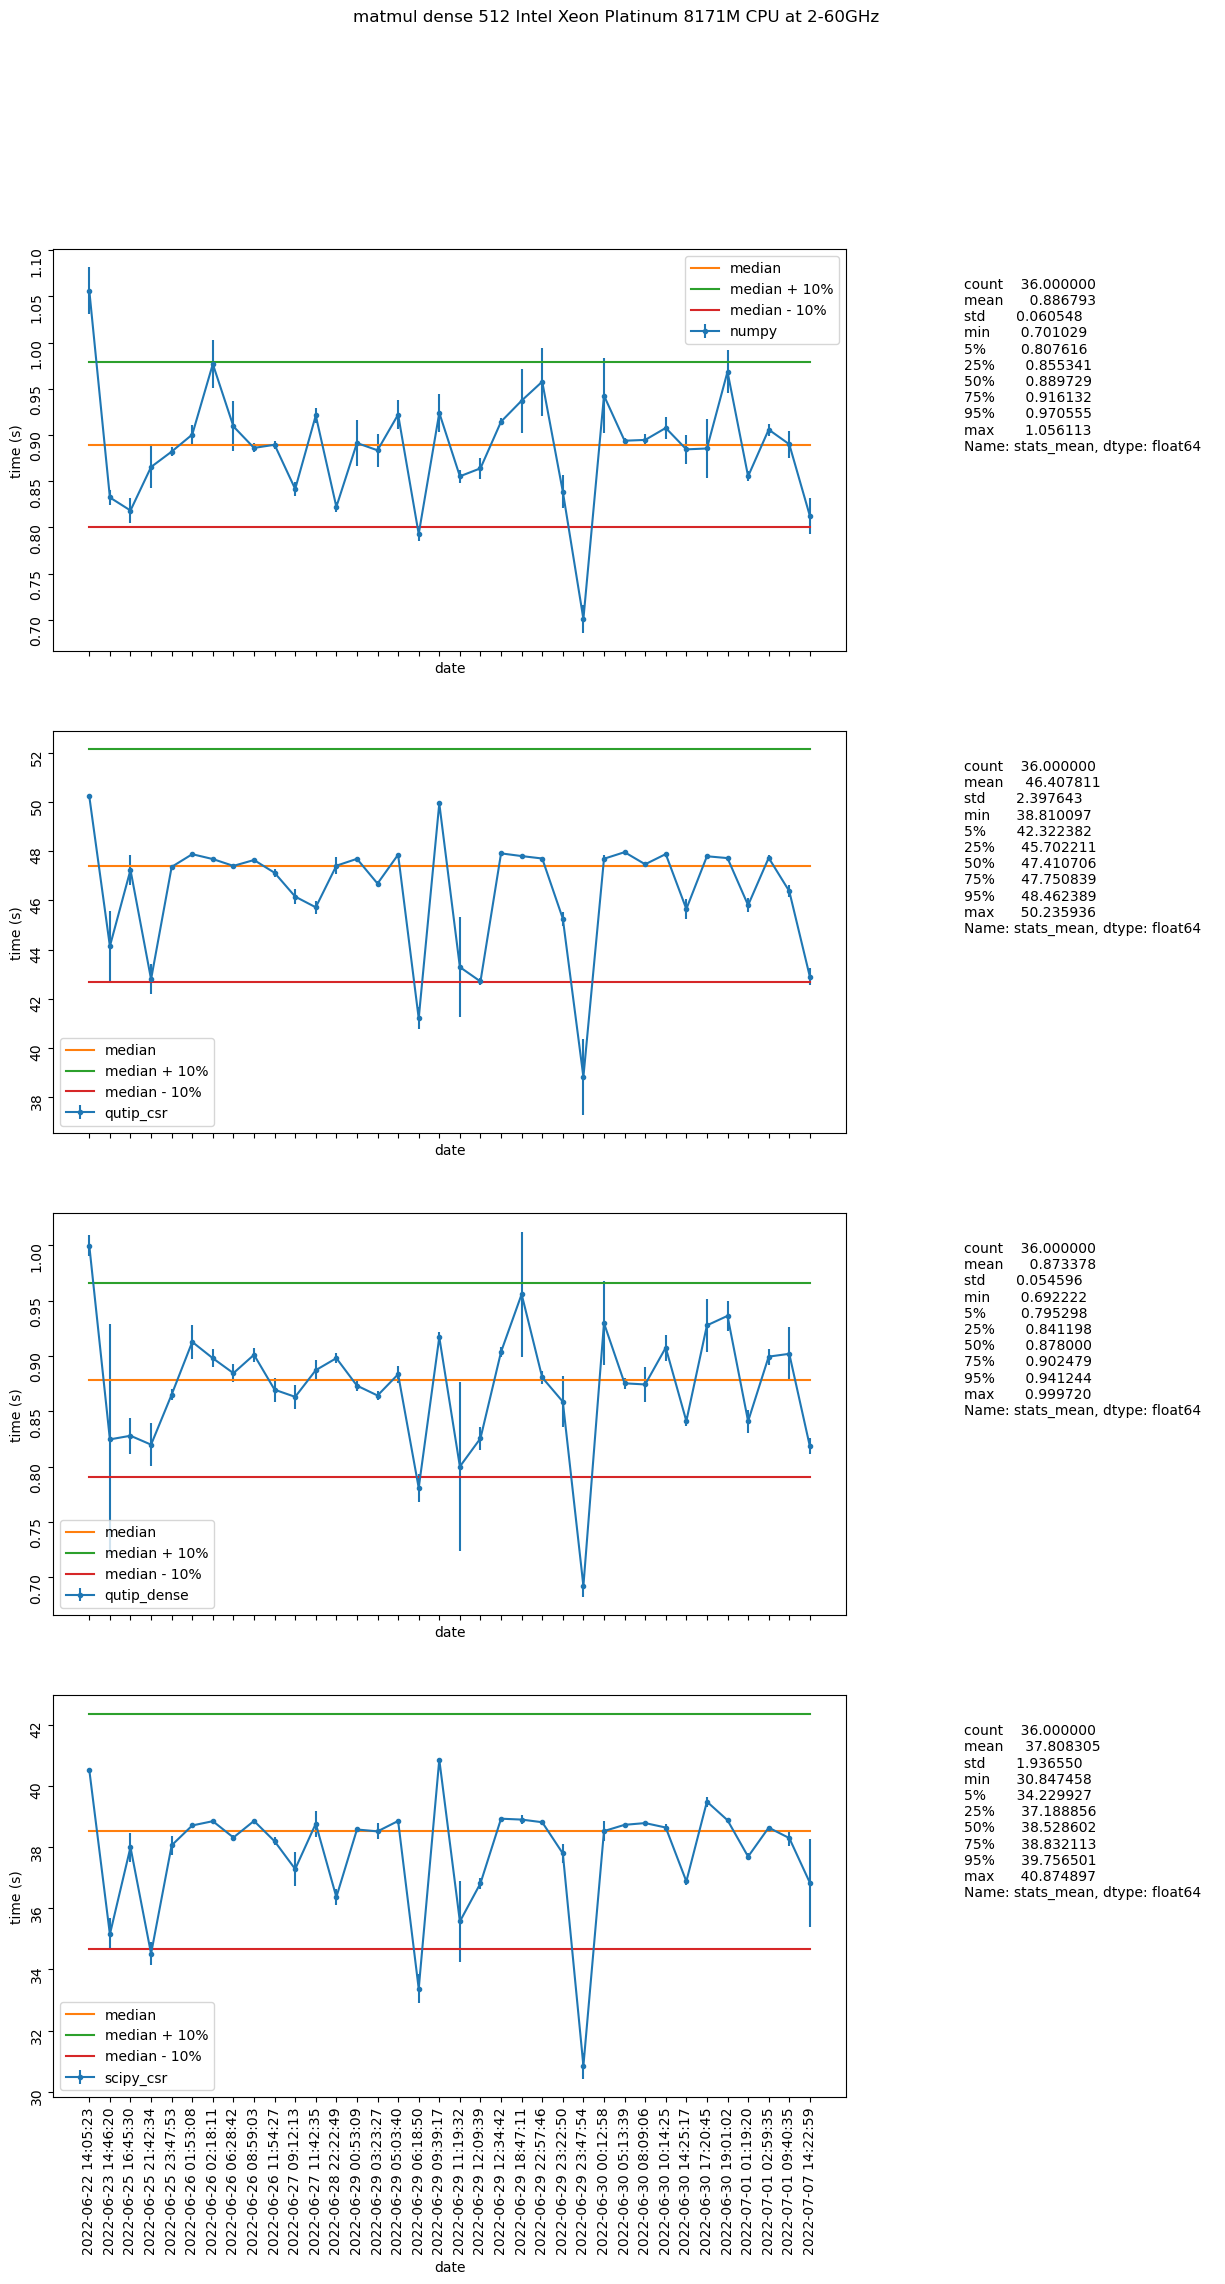 matmul dense 512 Intel Xeon Platinum 8171M CPU at 2-60GHz
1.10
1.05
1.00
0.95
0.90
0.85
0.80
0.75
0.70
time (s)
date
median
median + 10%
median - 10%
numpy
count 36.000000
mean 0.886793
std 0.060548
min 0.701029
5% 0.807616
25% 0.855341
50% 0.889729
75% 0.916132
95% 0.970555
max 1.056113
Name: stats_mean, dtype: float64
52
50
48
46
44
42
40
38
time (s)
date
median
median + 10%
median - 10%
qutip_csr
count 36.000000
mean 46.407811
std 2.397643
min 38.810097
5% 42.322382
25% 45.702211
50% 47.410706
75% 47.750839
95% 48.462389
max 50.235936
Name: stats_mean, dtype: float64
1.00
0.95
0.90
0.85
0.80
0.75
0.70
time (s)
date
median
median + 10%
median - 10%
qutip_dense
count 36.000000
mean 0.873378
std 0.054596
min 0.692222
5% 0.795298
25% 0.841198
50% 0.878000
75% 0.902479
95% 0.941244
max 0.999720
Name: stats_mean, dtype: float64
42
40
38
36
34
32
30
time (s)
median
median + 10%
median - 10%
scipy_csr
count 36.000000
mean 37.808305
std 1.936550
min 30.847458
5% 34.229927
25% 37.188856
50% 38.528602
75% 38.832113
95% 39.756501
max 40.874897
Name: stats_mean, dtype: float64
2022-06-22 14:05:23
2022-06-23 14:46:20
2022-06-25 16:45:30
2022-06-25 21:42:34
2022-06-25 23:47:53
2022-06-26 01:53:08
2022-06-26 02:18:11
2022-06-26 06:28:42
2022-06-26 08:59:03
2022-06-26 11:54:27
2022-06-27 09:12:13
2022-06-27 11:42:35
2022-06-28 22:22:49
2022-06-29 00:53:09
2022-06-29 03:23:27
2022-06-29 05:03:40
2022-06-29 06:18:50
2022-06-29 09:39:17
2022-06-29 11:19:32
2022-06-29 12:09:39
2022-06-29 12:34:42
2022-06-29 18:47:11
2022-06-29 22:57:46
2022-06-29 23:22:50
2022-06-29 23:47:54
2022-06-30 00:12:58
2022-06-30 05:13:39
2022-06-30 08:09:06
2022-06-30 10:14:25
2022-06-30 14:25:17
2022-06-30 17:20:45
2022-06-30 19:01:02
2022-07-01 01:19:20
2022-07-01 02:59:35
2022-07-01 09:40:35
2022-07-07 14:22:59
date